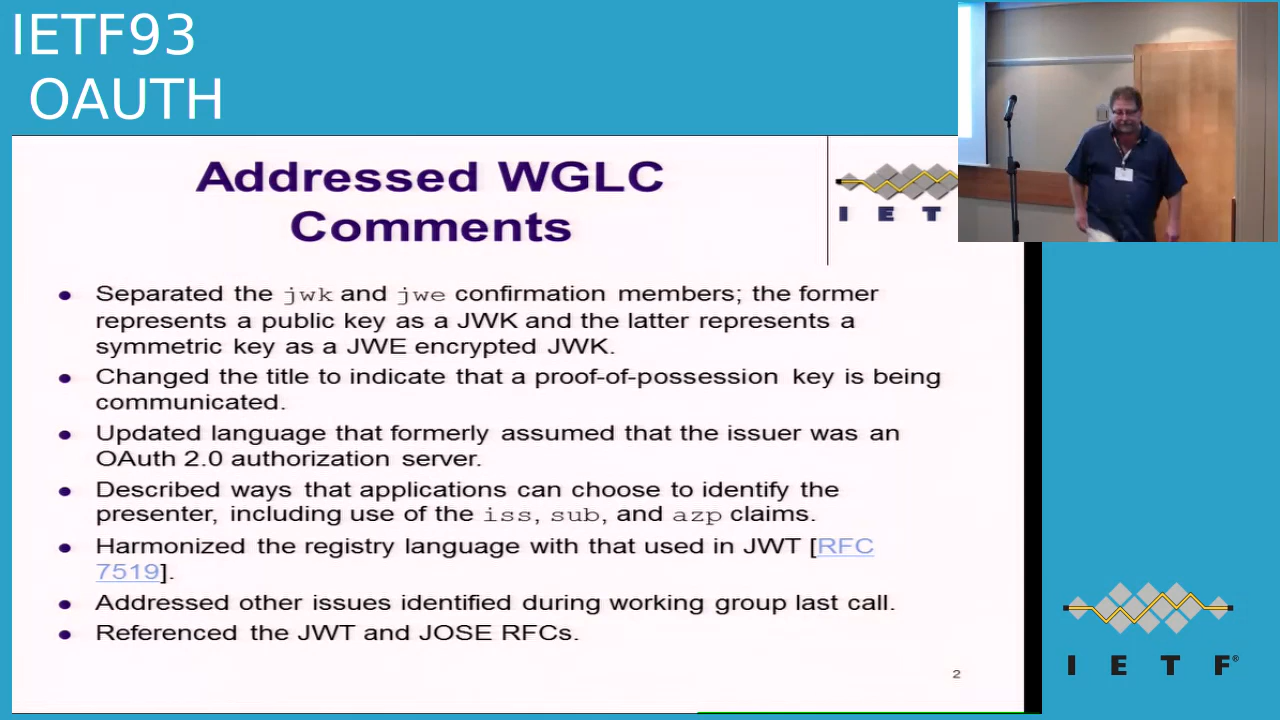 IETF93
OAUTH
Addressed WGLC
Comments
I E T
Separated the jwk and jwe confirmation members; the former
represents a public key as a JWK and the latter represents a
symmetric key as a JWE encrypted JWK.
Changed the title to indicate that a proof-of-possession key is being
communicated.
Updated language that formerly assumed that the issuer was an
OAuth 2.0 authorization server.
Described ways that applications can choose to identify the
presenter, including use of the iss, sub, and azp claims.
Harmonized the registry language with that used in JWT [RFC
7519].
Addressed other issues identified during working group last call.
Referenced the JWT and JOSE RFCs.
2
I E T F®